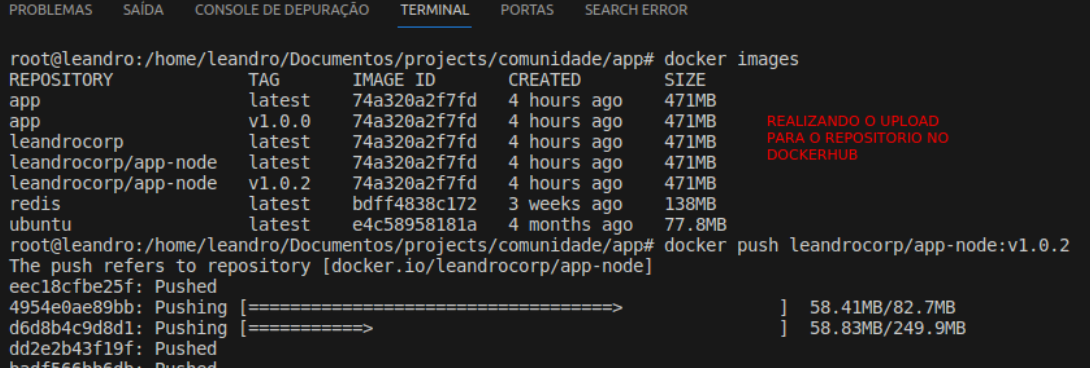 PROBLEMS SAÍDA CONSOLE DE DEPURAÇÃO TERMINAL PORTAS SEARCH ERROR
root@leandro:/home/leandro/Documentos/projects/comunidade/app# docker images
REPOSITORY TAG IMAGE ID CREATED SIZE
app latest 74a320a2f7fd 4 hours ago 471MB
app v1.0.0 74a320a2f7fd 4 hours ago 471MB
leandrocorp latest 74a320a2f7fd 4 hours ago 471MB
leandrocorp/app-node latest 74a320a2f7fd 4 hours ago 471MB
leandrocorp/app-node v1.0.2 74a320a2f7fd 4 hours ago 471MB
redis latest bdff4838c172 3 weeks ago 138MB
ubuntu latest e4c58958181a 4 months ago 77.8MB
REALIZANDO O UPLOAD
PARA O REPOSITORIO NO
DOCKERHUB
root@leandro:/home/leandro/Documentos/projects/comunidade/app# docker push leandrocorp/app-node:v1.0.2
The push refers to repository [docker.io/leandrocorp/app-node]
eec18cfbe25f: Pushed
4954e0ae89bb: Pushing [===================================> ] 58.41MB/82.7MB
d6d8b4c9d8d1: Pushing [===========> ] 58.83MB/249.9MB
dd2e2b43f19f: Pushed
badf566bb6db: Pushed